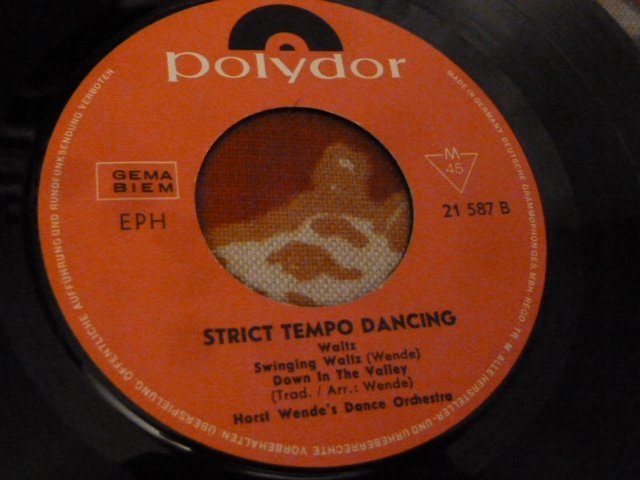 polydor
GEMA
BIEM
EPH
M
45
21 587 B
STRICT TEMPO DANCING
Waltz
Swinging Waltz (Wende)
Down In The Valley
(Trad. / Arr.: Wende)
Horst Wende's Dance Orchestra
MADE IN GERMANY DEUTSCHE GRAMMOPHON GES. MBH. REGD. TR. M. ALLE HERSTELLER- UND URHEBERRECHTE VORBEHALTEN· ÜBERSPIELUNG, ÖFFENTLICHE AUFFÜHRUNG UND RUNDFUNKSENDUNG VERBOTEN